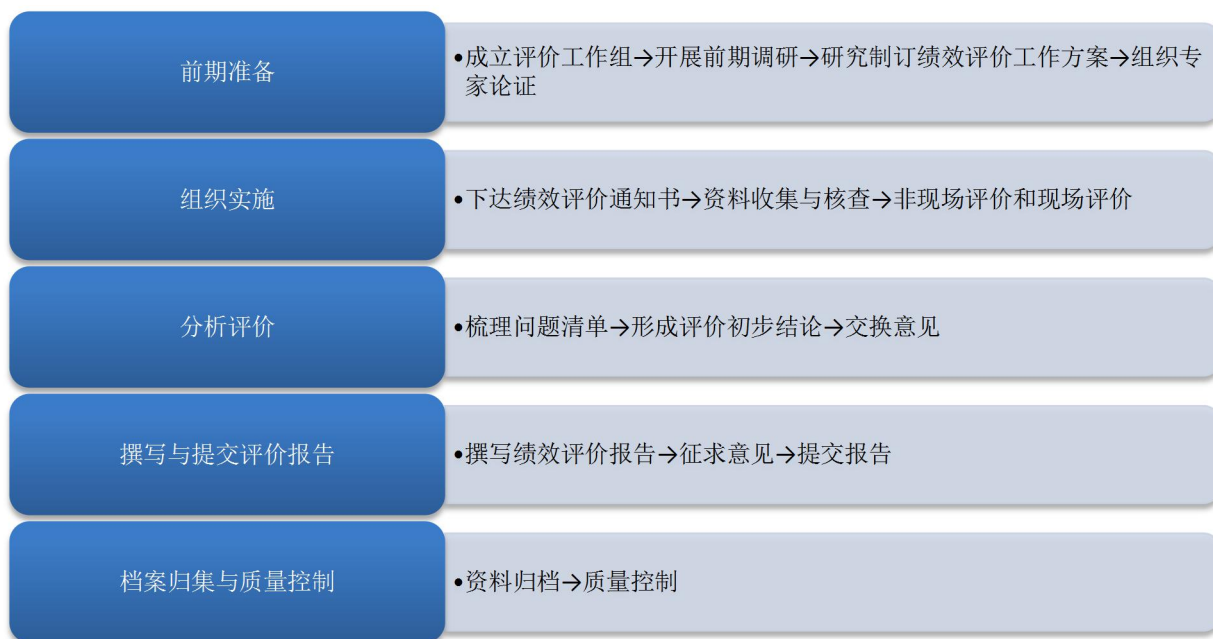 前期准备
•成立评价工作组→开展前期调研→研究制订绩效评价工作方案→组织专
家论证
组织实施
•下达绩效评价通知书→资料收集与核查→非现场评价和现场评价
分析评价
•梳理问题清单→形成评价初步结论→交换意见
撰写与提交评价报告
•撰写绩效评价报告→征求意见→提交报告
档案归集与质量控制
•资料归档→质量控制